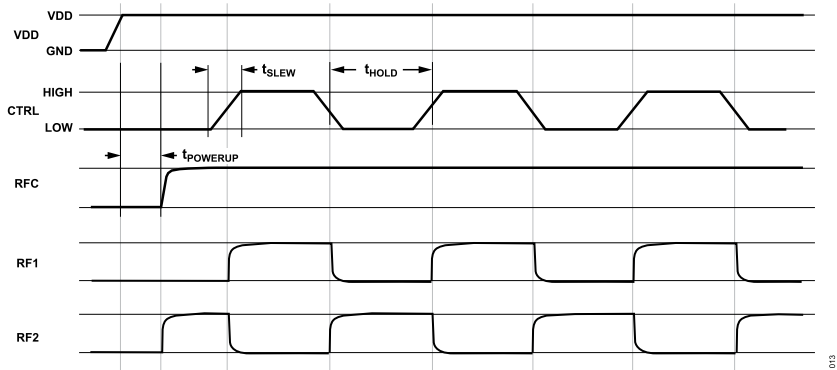 VDD
VDD
GND
tSLEW
tHOLD
HIGH
CTRL
LOW
tPOWERUP
RFC
RF1
RF2
013